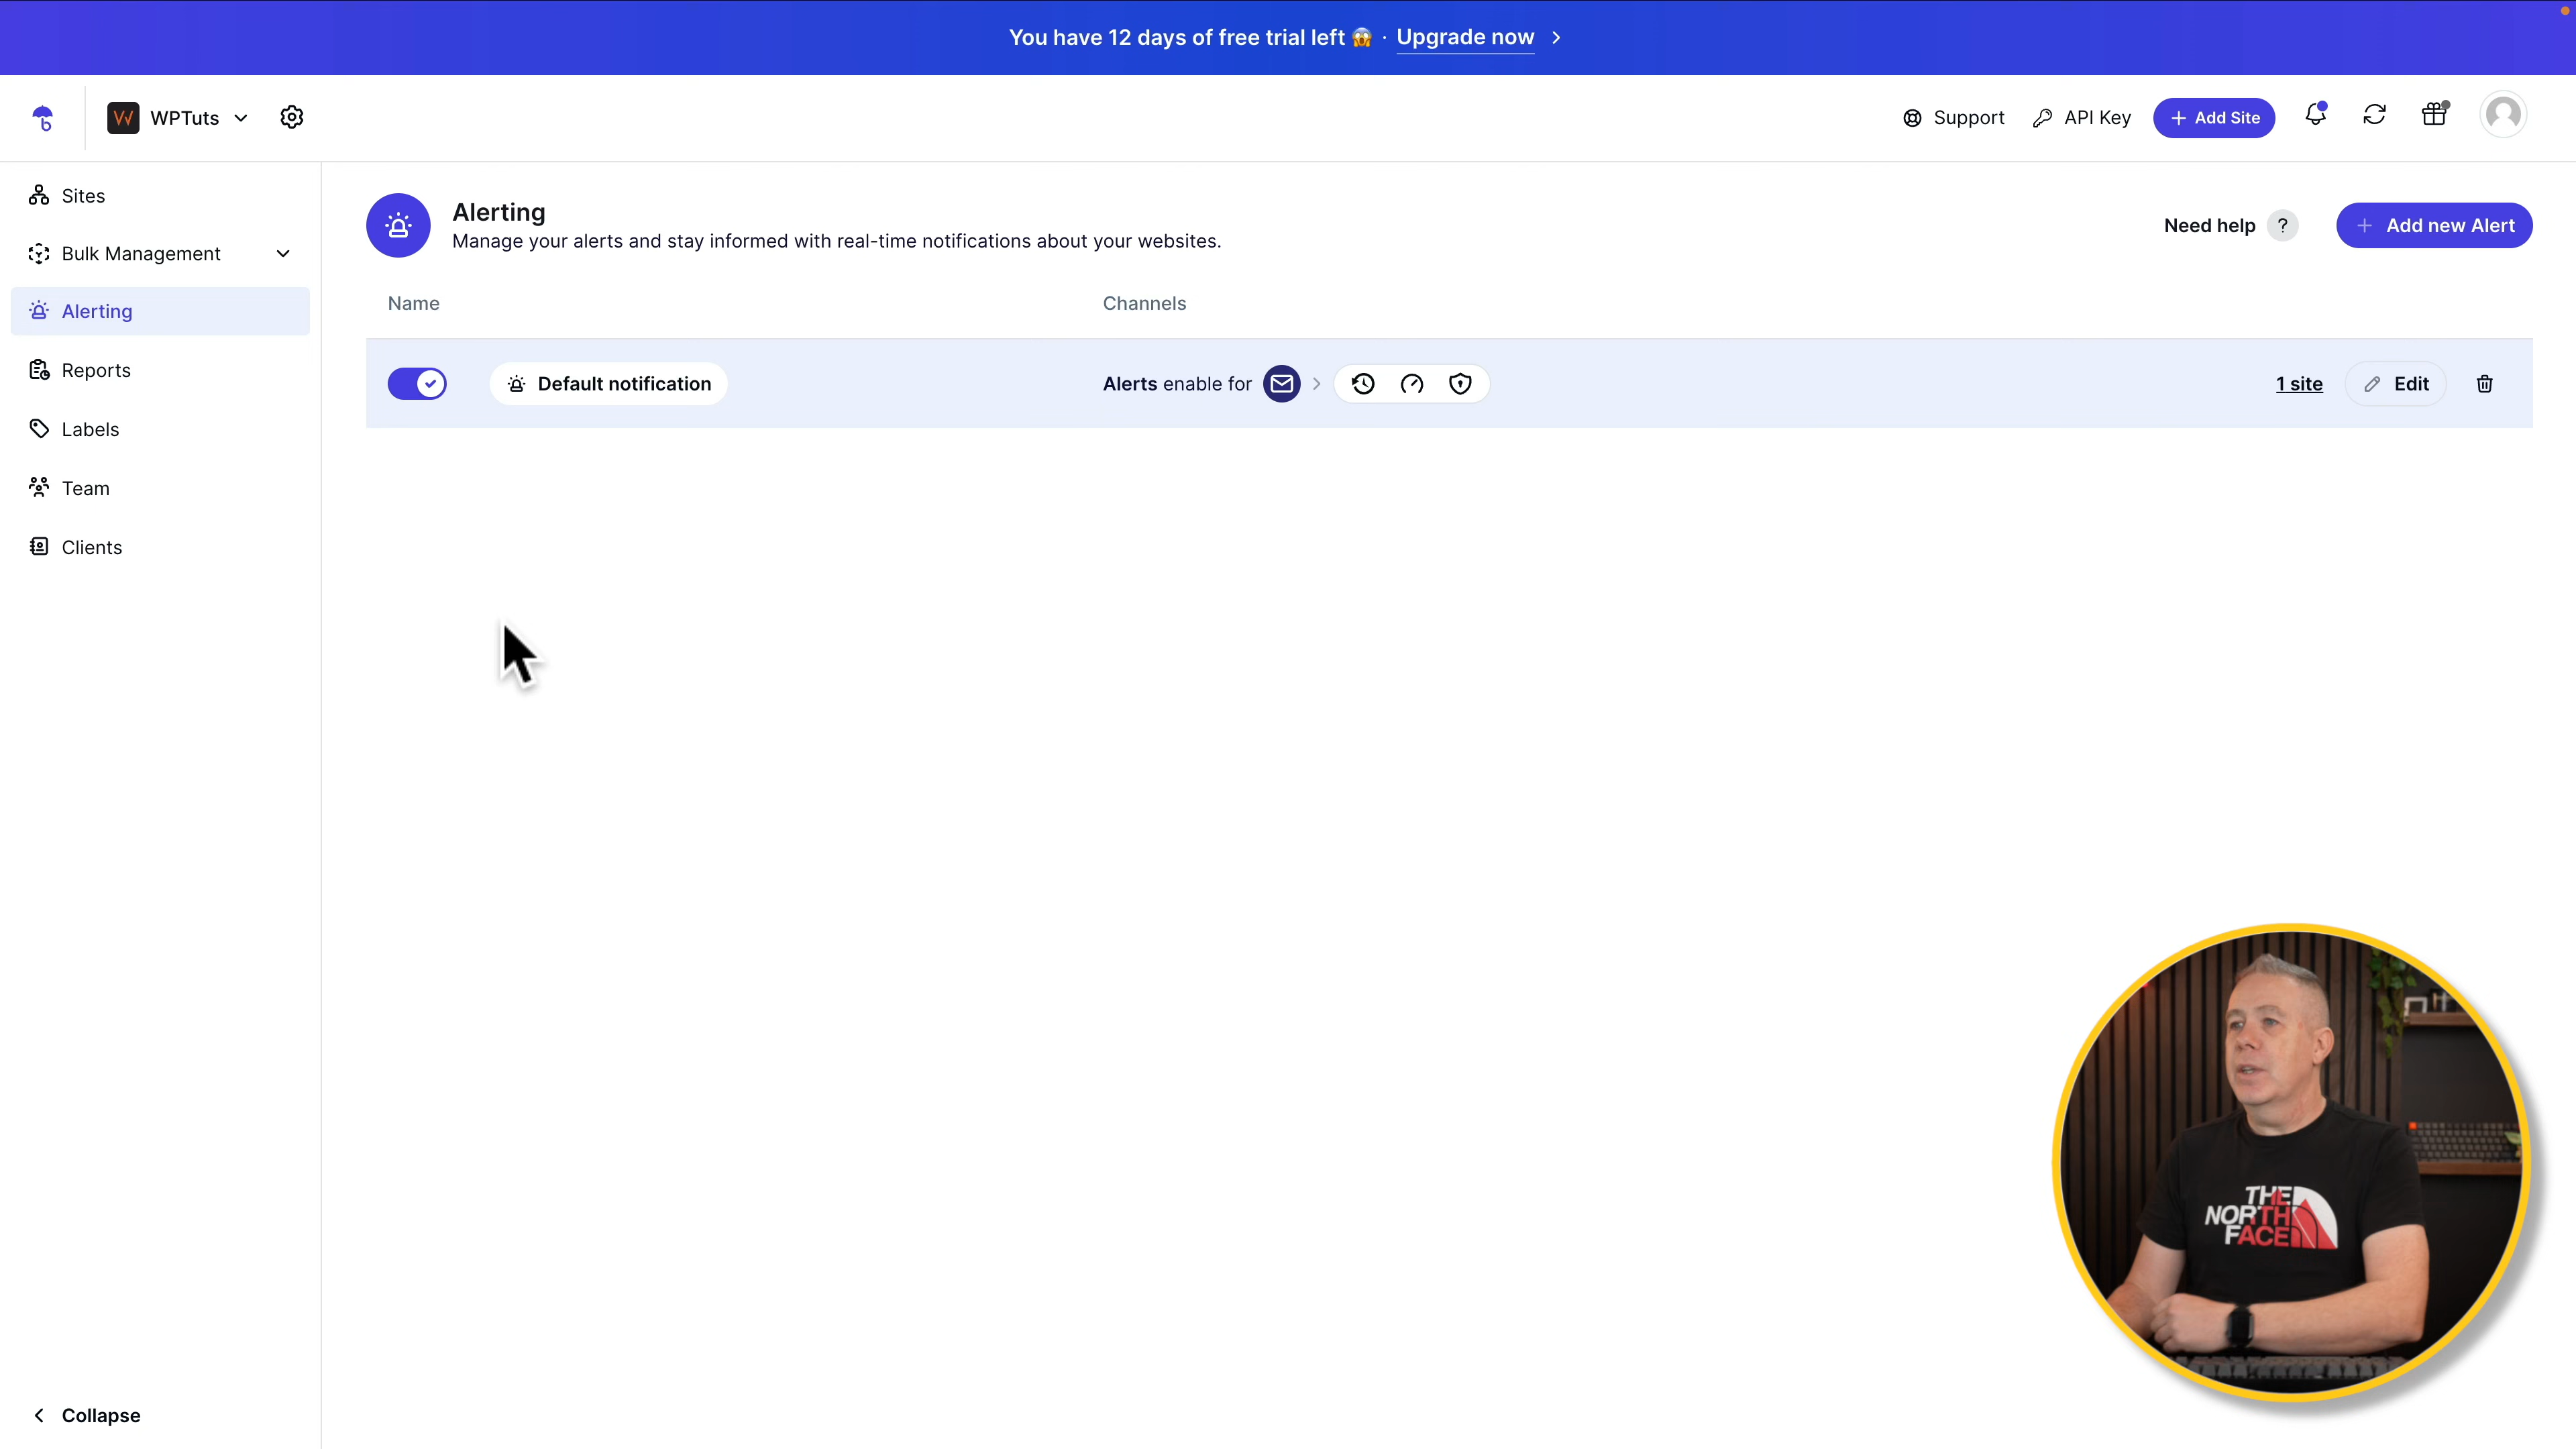 You have 12 days of free trial left 😱 · Upgrade now
WPTuts
Support
API Key
+ Add Site
Sites
Bulk Management
Alerting
Reports
Labels
Team
Clients
Collapse
Alerting
Manage your alerts and stay informed with real-time notifications about your websites.
Need help ?
+ Add new Alert
Name Channels
Default notification
Alerts enable for
1 site
Edit
THE
NORTH
FACE